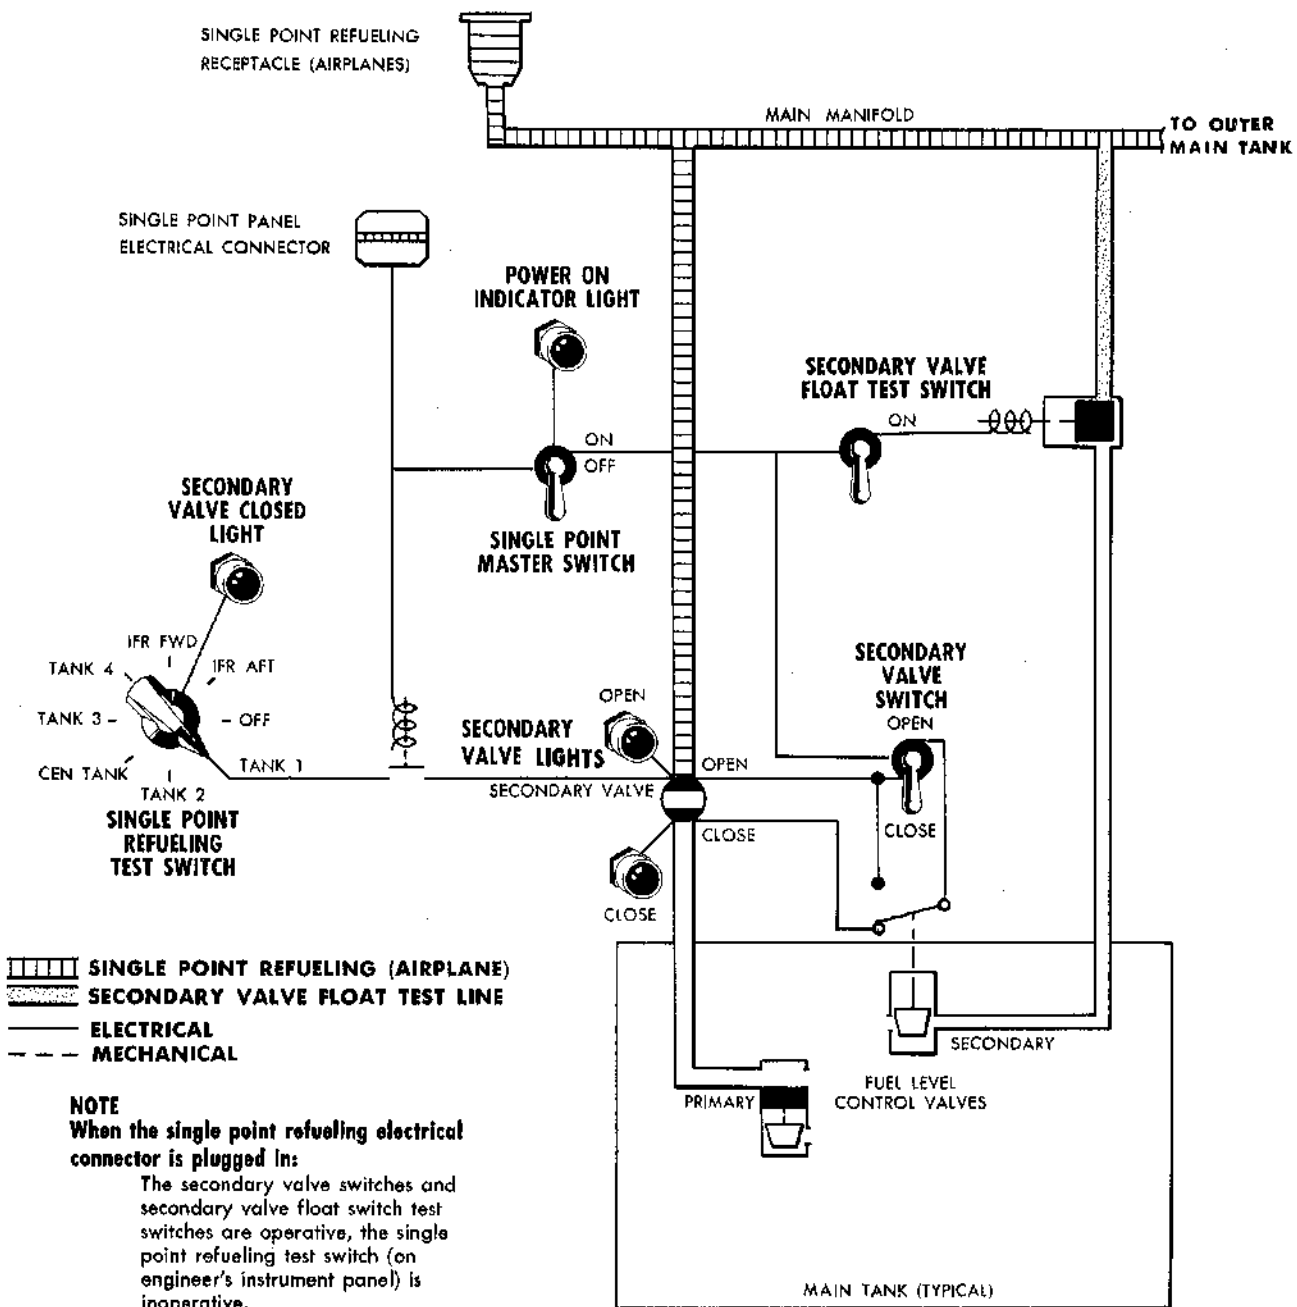 SINGLE POINT REFUELING
RECEPTACLE (AIRPLANES)
MAIN MANIFOLD
TO OUTER
MAIN TANK
SINGLE POINT PANEL
ELECTRICAL CONNECTOR
POWER ON
INDICATOR LIGHT
SECONDARY VALVE
FLOAT TEST SWITCH
ON
ON
OFF
SINGLE POINT
MASTER SWITCH
SECONDARY
VALVE CLOSED
LIGHT
IFR FWD
TANK 4
IFR AFT
TANK 3
OFF
CEN TANK
TANK 1
TANK 2
SINGLE POINT
REFUELING
TEST SWITCH
OPEN
SECONDARY
VALVE LIGHTS
SECONDARY VALVE
OPEN
CLOSE
CLOSE
SECONDARY
VALVE
SWITCH
OPEN
CLOSE
SINGLE POINT REFUELING (AIRPLANE)
SECONDARY VALVE FLOAT TEST LINE
ELECTRICAL
MECHANICAL
SECONDARY
FUEL LEVEL
CONTROL VALVES
PRIMARY
MAIN TANK (TYPICAL)
NOTE
When the single point refueling electrical
connector is plugged in:
The secondary valve switches and
secondary valve float switch test
switches are operative, the single
point refueling test switch (on
engineer's instrument panel) is
inoperative.